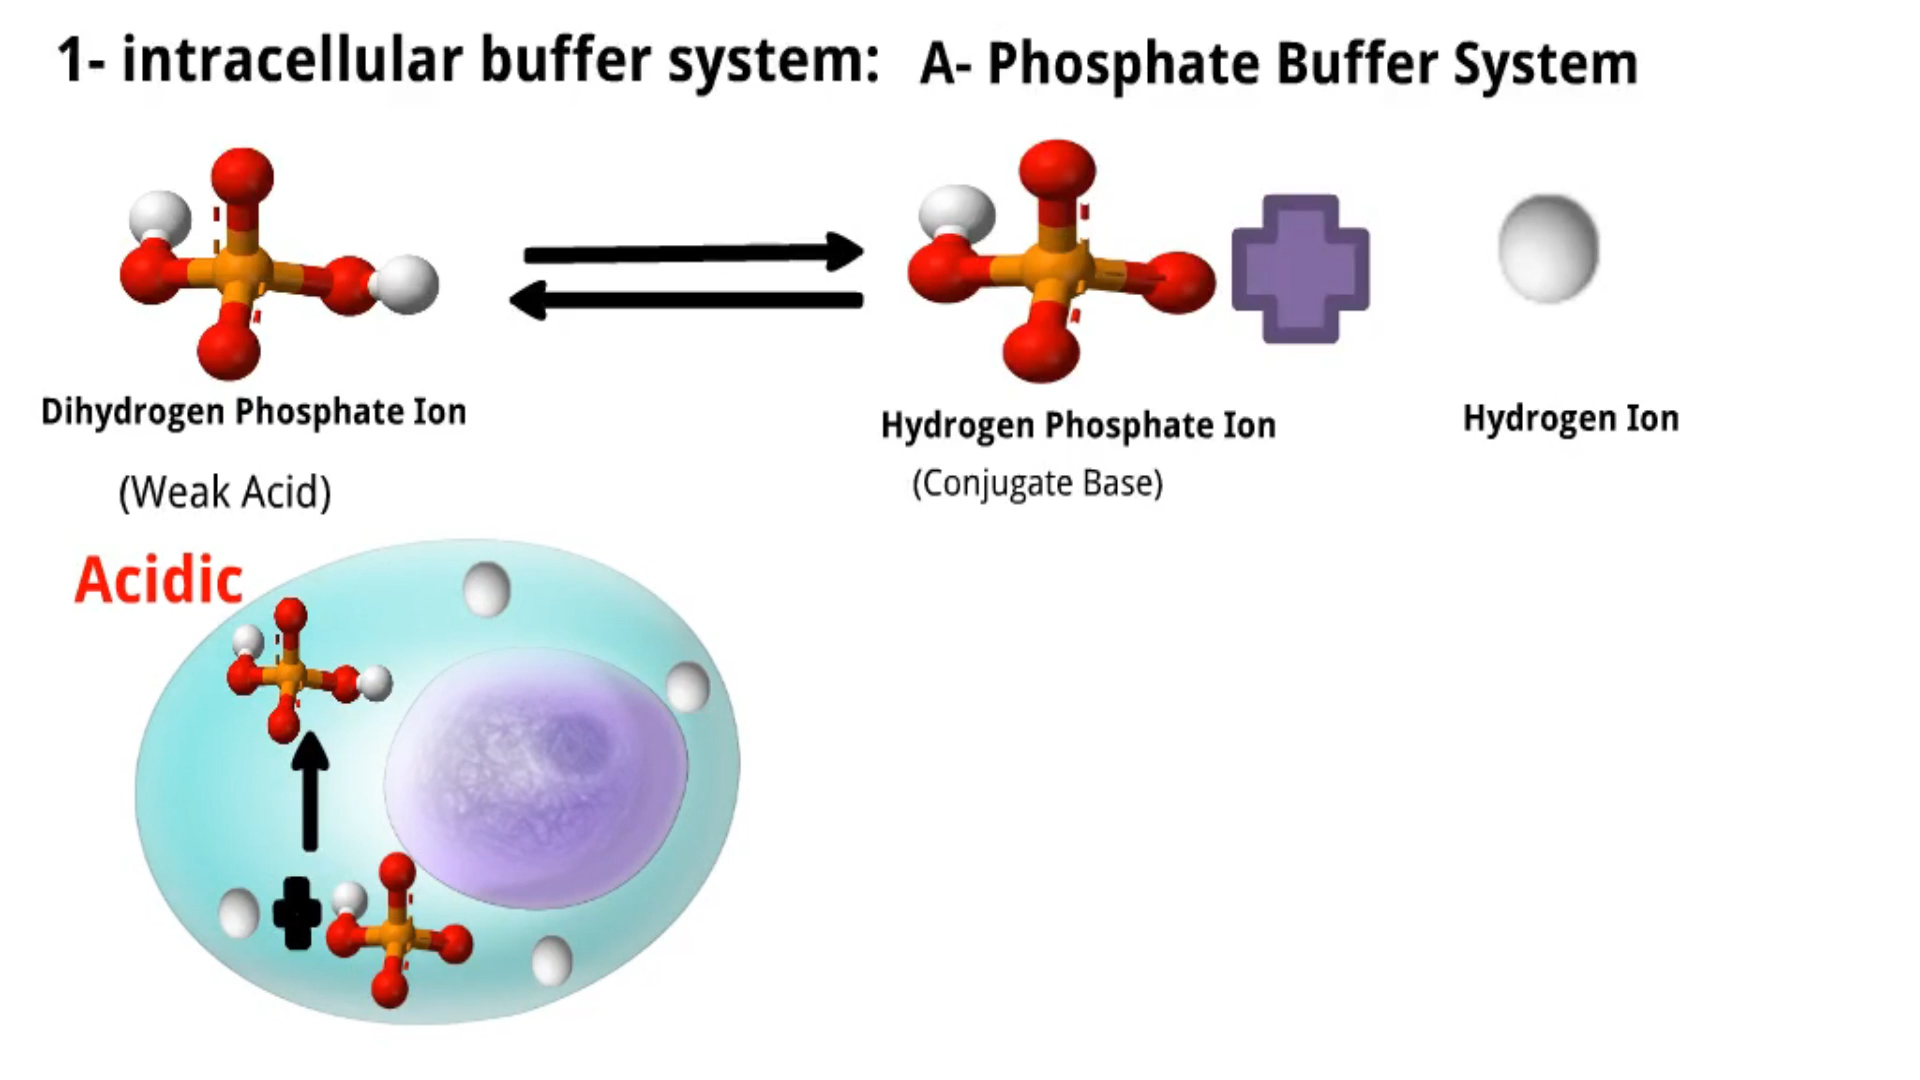 1- intracellular buffer system: A- Phosphate Buffer System
Dihydrogen Phosphate Ion
Hydrogen Phosphate Ion
Hydrogen Ion
(Weak Acid)
(Conjugate Base)
Acidic